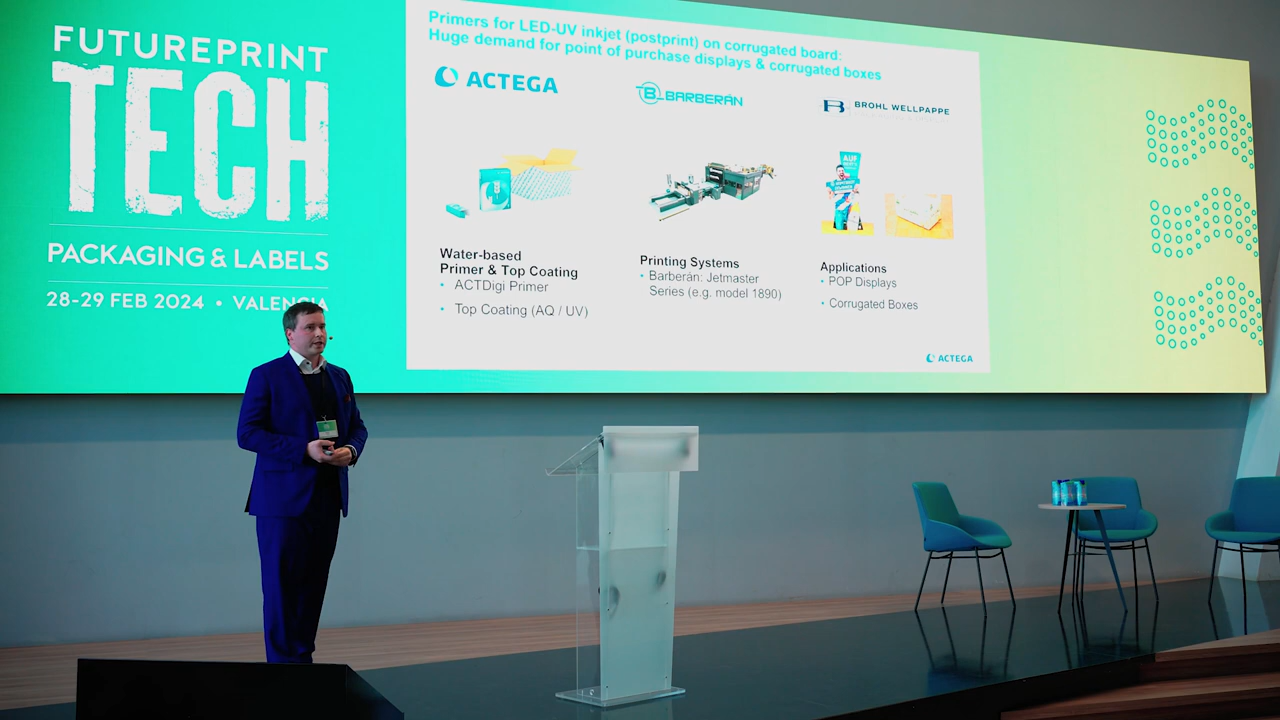 FUTUREPRINT
TECH
PACKAGING & LABELS
28-29 FEB 2024 • VALENCIA
Primers for LED-UV inkjet (postprint) on corrugated board:
Huge demand for point of purchase displays & corrugated boxes
ACTEGA
BARBERÁN
BROHL WELLPAPPE
Water-based
Primer & Top Coating
• ACTDigi Primer
• Top Coating (AQ / UV)
Printing Systems
• Barberán: Jetmaster
Series (e.g. model 1890)
Applications
• POP Displays
• Corrugated Boxes
ACTEGA